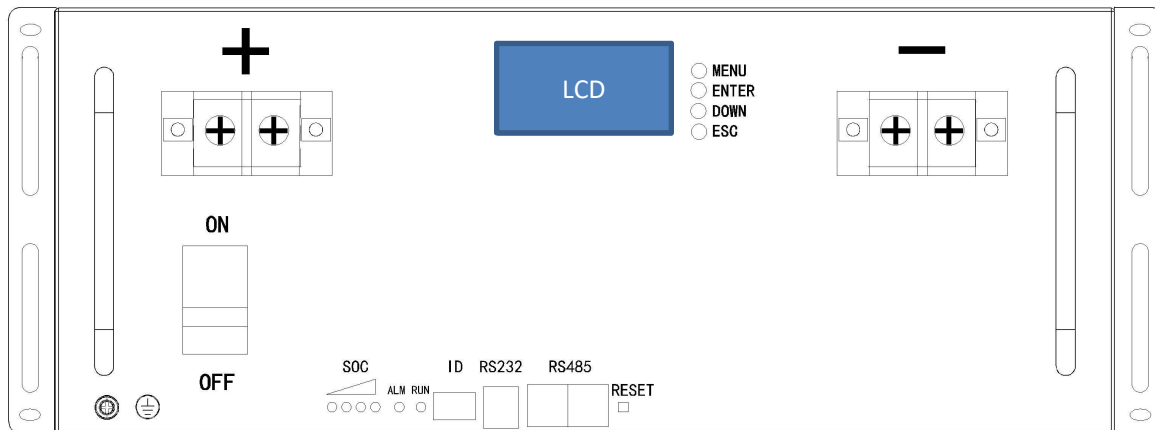 +
−
LCD
MENU
ENTER
DOWN
ESC
ON
OFF
SOC
ALM RUN
ID
RS232
RS485
RESET